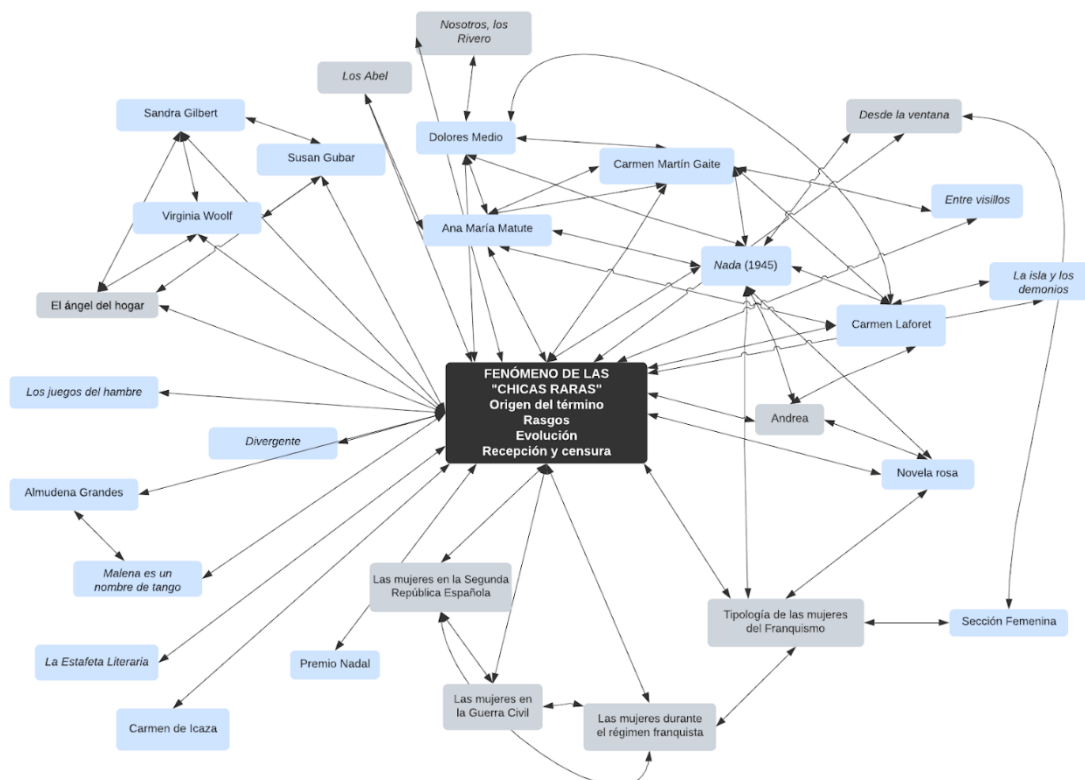 Nosotros, los
Rivero
Los Abel
Sandra Gilbert
Desde la ventana
Dolores Medio
Susan Gubar
Carmen Martín Gaite
Entre visillos
Virginia Woolf
Ana María Matute
Nada (1945)
La isla y los
demonios
El ángel del hogar
Carmen Laforet
FENÓMENO DE LAS
"CHICAS RARAS"
Origen del término
Rasgos
Evolución
Recepción y censura
Los juegos del hambre
Andrea
Divergente
Novela rosa
Almudena Grandes
Malena es un
nombre de tango
Las mujeres en la Segunda
República Española
Tipología de las mujeres
del Franquismo
Sección Femenina
La Estafeta Literaria
Premio Nadal
Las mujeres en
la Guerra Civil
Las mujeres durante
el régimen franquista
Carmen de Icaza